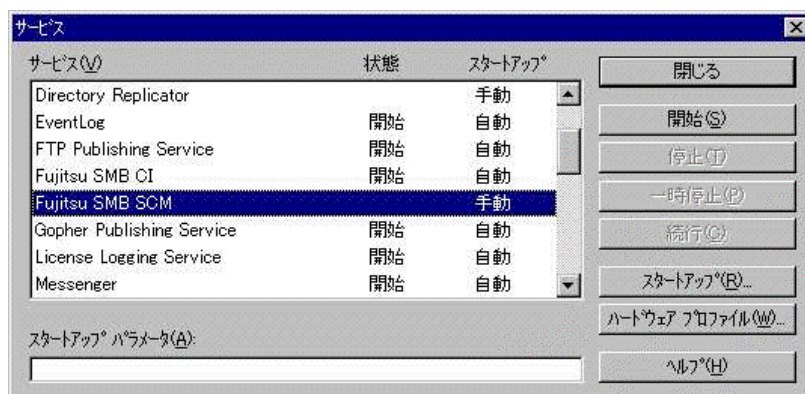 サービス
サービス(V) 状態 スタートアップ
Directory Replicator 手動
EventLog 開始 自動
FTP Publishing Service 開始 自動
Fujitsu SMB CI 開始 自動
Fujitsu SMB SCM 手動
Gopher Publishing Service 開始 自動
License Logging Service 開始 自動
Messenger 開始 自動
スタートアップ パラメータ(A):
閉じる
開始(S)
停止(T)
一時停止(P)
続行(C)
スタートアップ(R)...
ハードウェア プロファイル(W)...
ヘルプ(H)